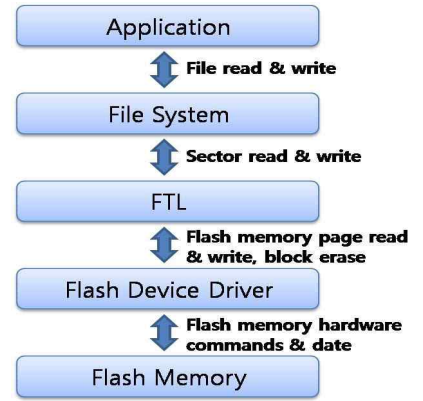 Application
File read & write
File System
Sector read & write
FTL
Flash memory page read
& write, block erase
Flash Device Driver
Flash memory hardware
commands & date
Flash Memory